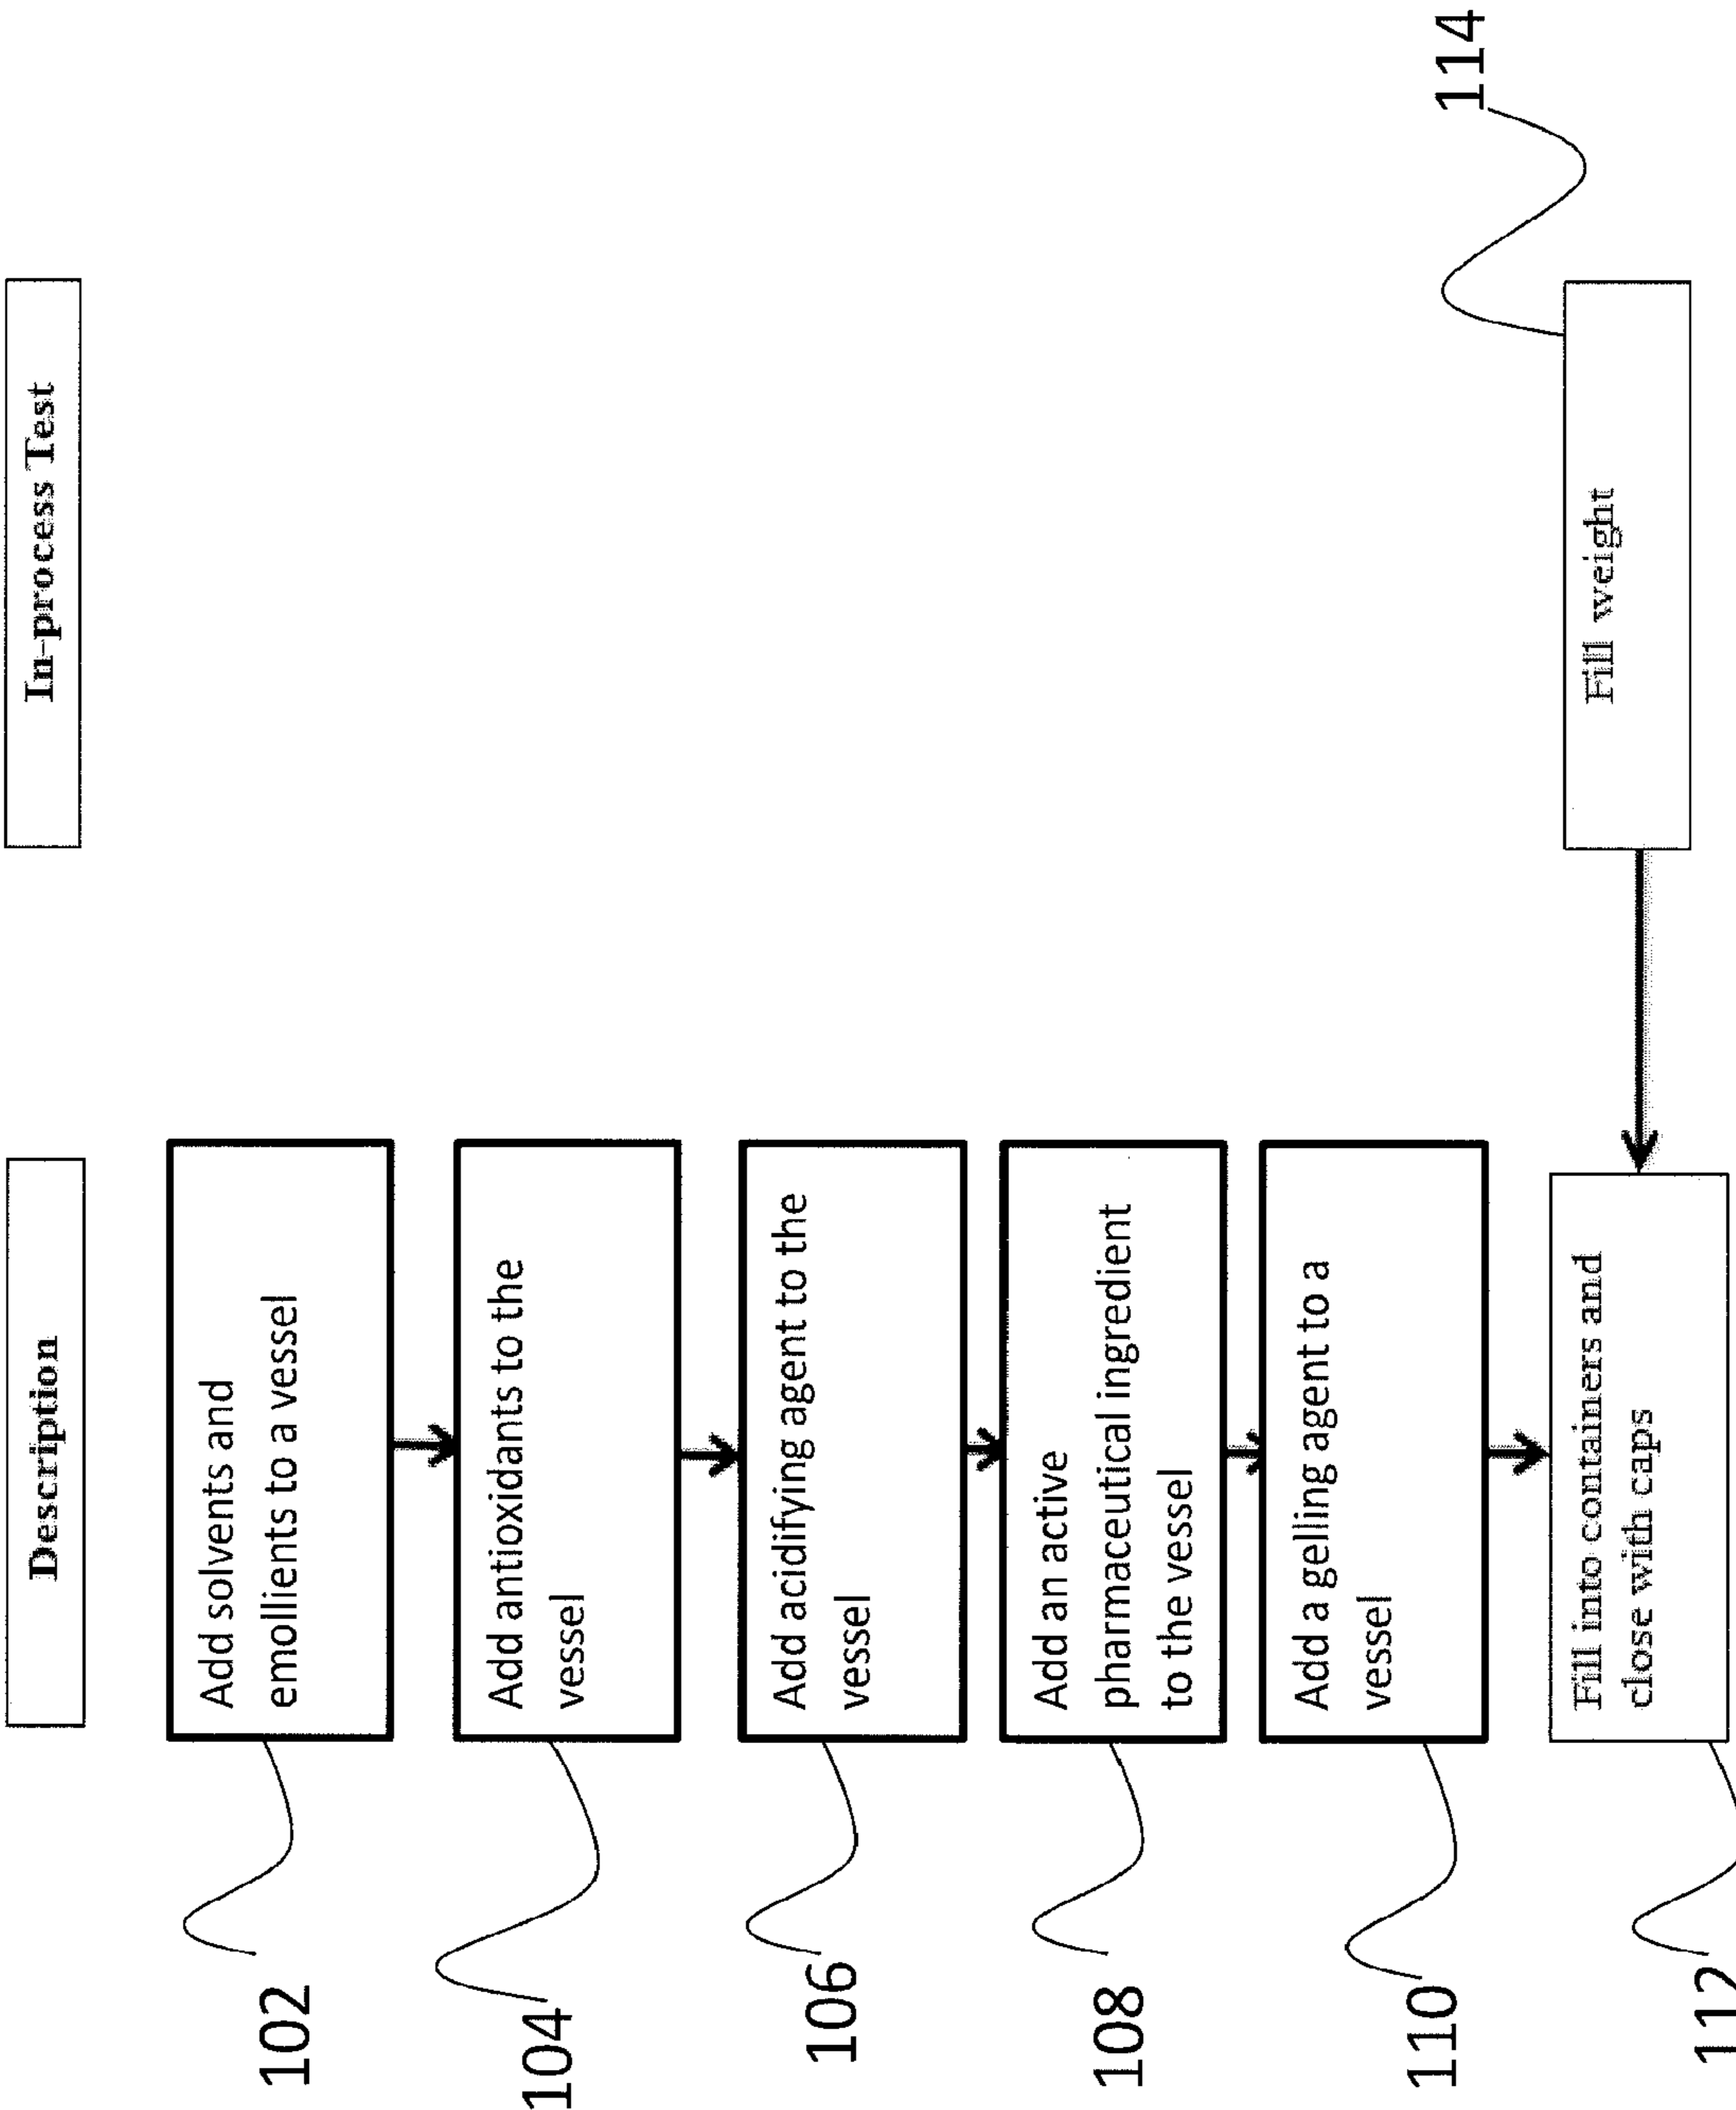 Description
In-process Test
102
Add solvents and
emollients to a vessel
104
Add antioxidants to the
vessel
106
Add acidifying agent to the
vessel
108
Add an active
pharmaceutical ingredient
to the vessel
110
Add a gelling agent to a
vessel
112
Fill into containers and
close with caps
Fill weight
114